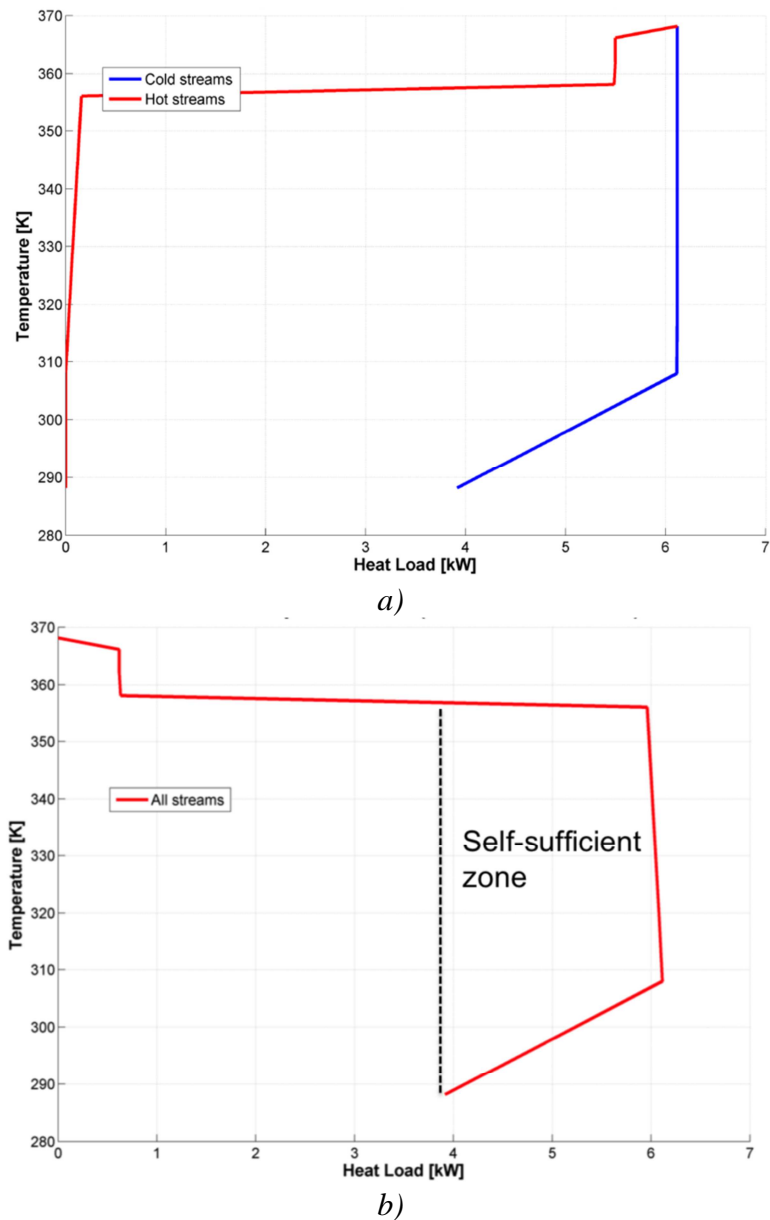 370
360
350
340
330
320
310
300
290
280
Temperature [K]
Cold streams
Hot streams
0 1 2 3 4 5 6 7
Heat Load [kW]
a)
370
360
350
340
330
320
310
300
290
280
Temperature [K]
All streams
Self-sufficient
zone
0 1 2 3 4 5 6 7
Heat Load [kW]
b)